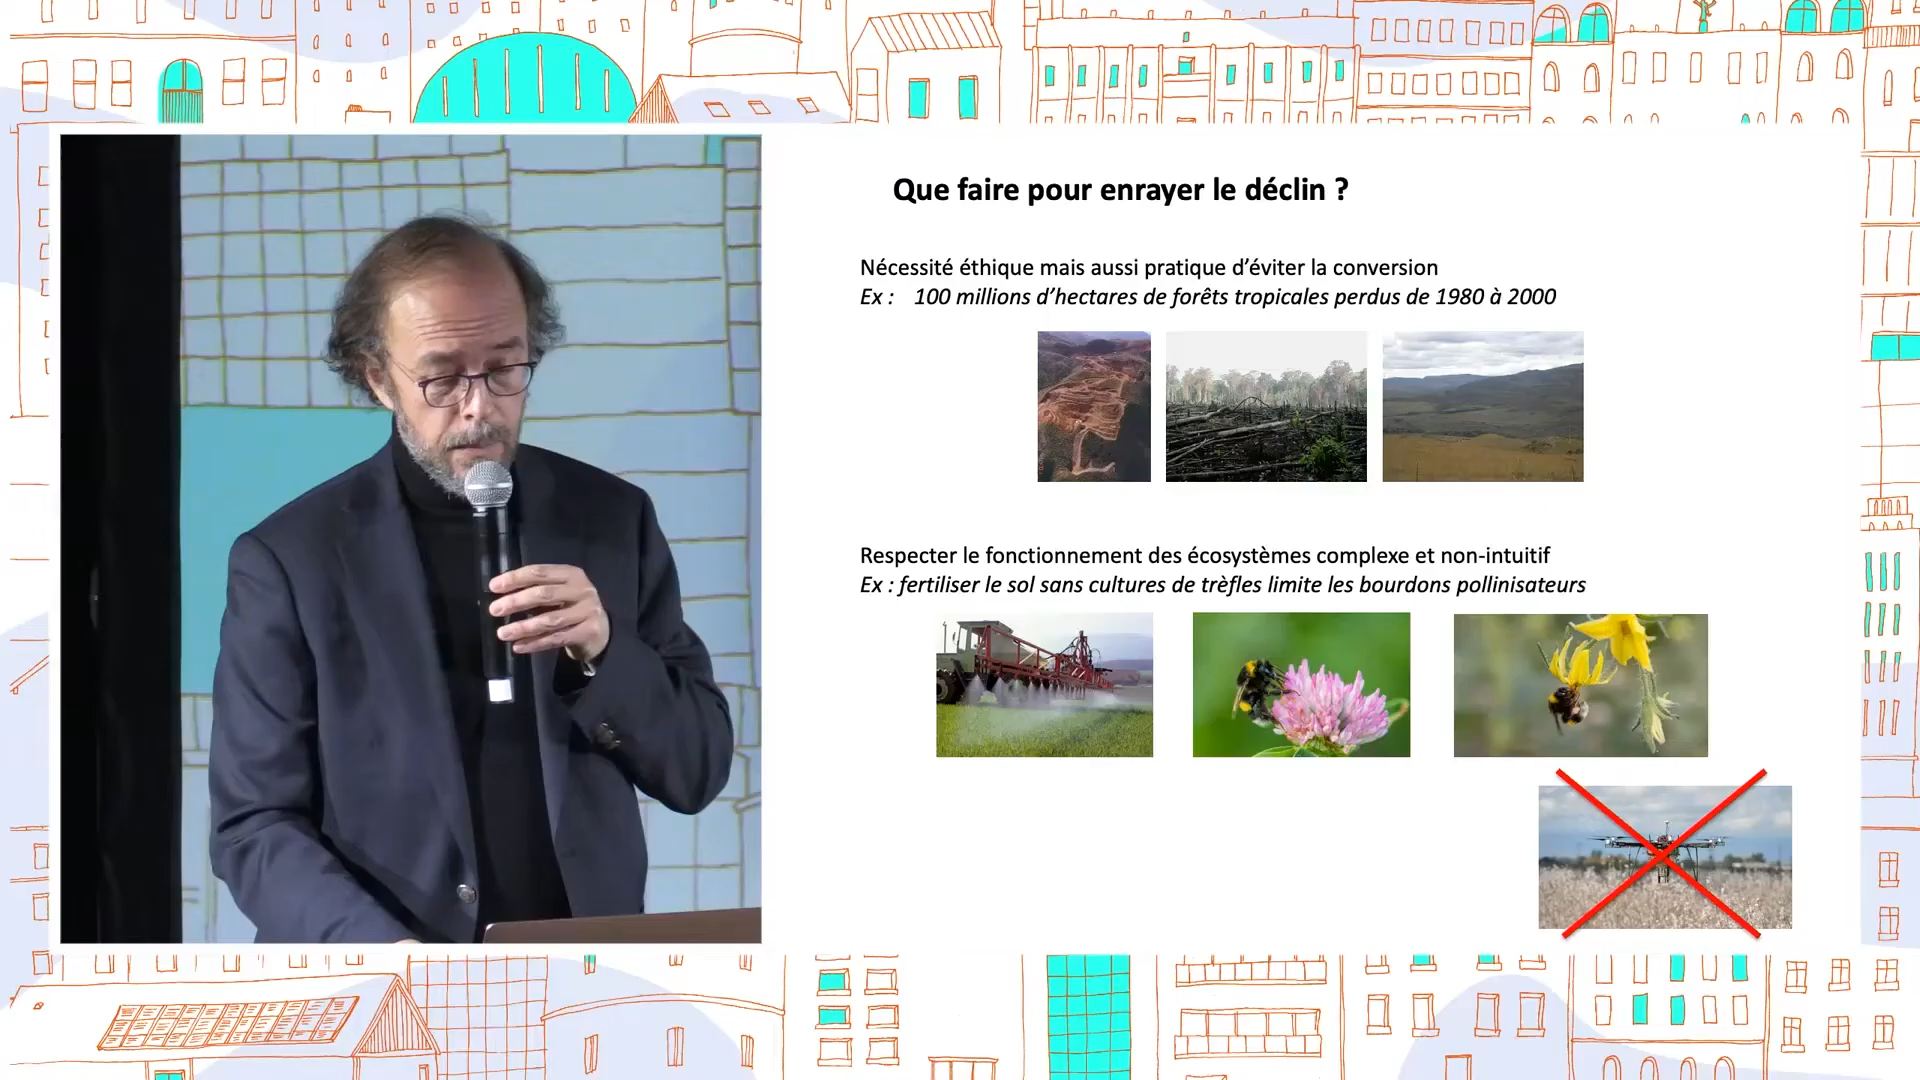 Que faire pour enrayer le déclin ?
Nécessité éthique mais aussi pratique d’éviter la conversion
Ex : 100 millions d’hectares de forêts tropicales perdus de 1980 à 2000
Respecter le fonctionnement des écosystèmes complexe et non-intuitif
Ex : fertiliser le sol sans cultures de trèfles limite les bourdons pollinisateurs